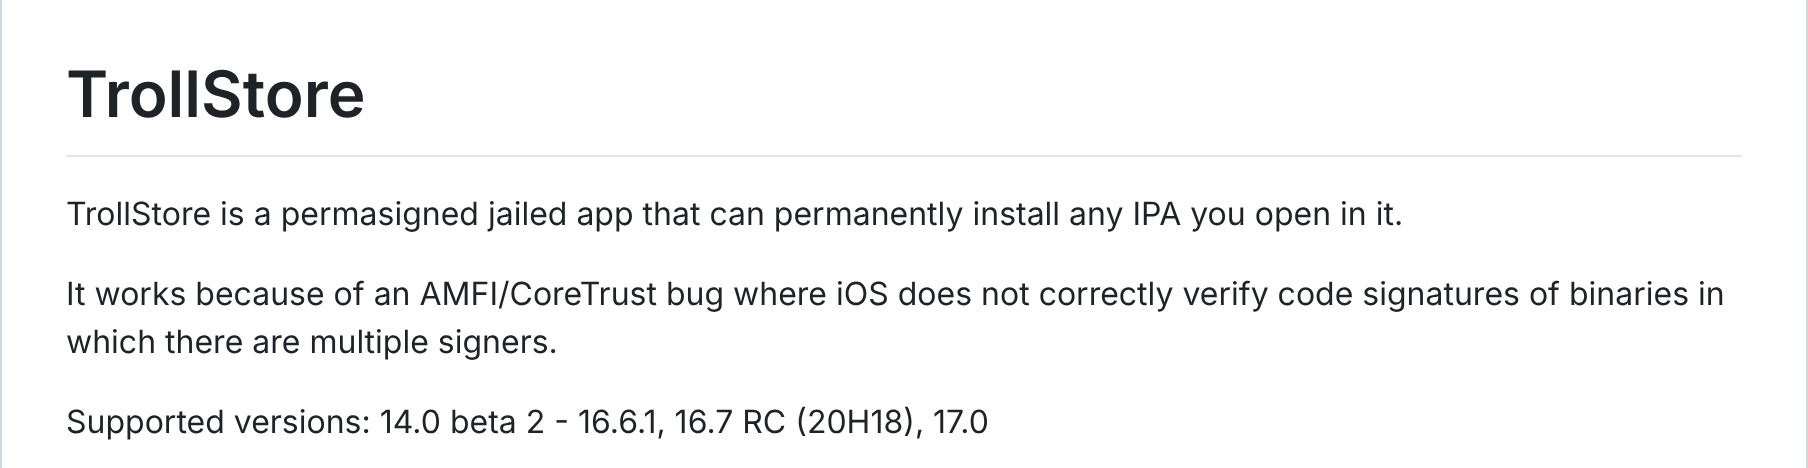 TrollStore
TrollStore is a permasigned jailed app that can permanently install any IPA you open in it.
It works because of an AMFI/CoreTrust bug where iOS does not correctly verify code signatures of binaries in
which there are multiple signers.
Supported versions: 14.0 beta 2 - 16.6.1, 16.7 RC (20H18), 17.0